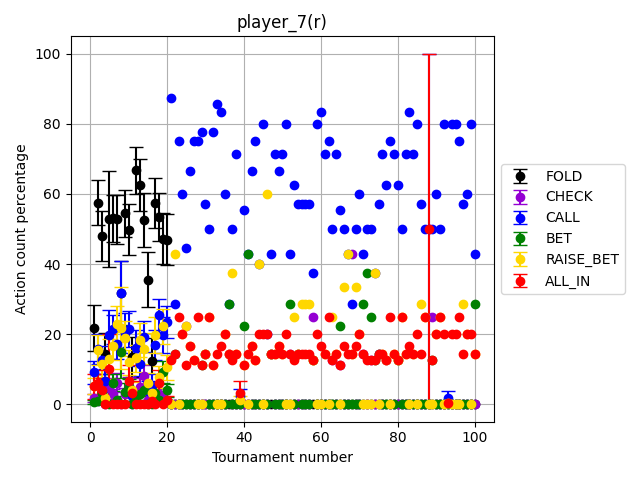 player_7(r)
100
80
60
40
20
0
Action count percentage
0
20
40
60
80
100
Tournament number
FOLD
CHECK
CALL
BET
RAISE_BET
ALL_IN